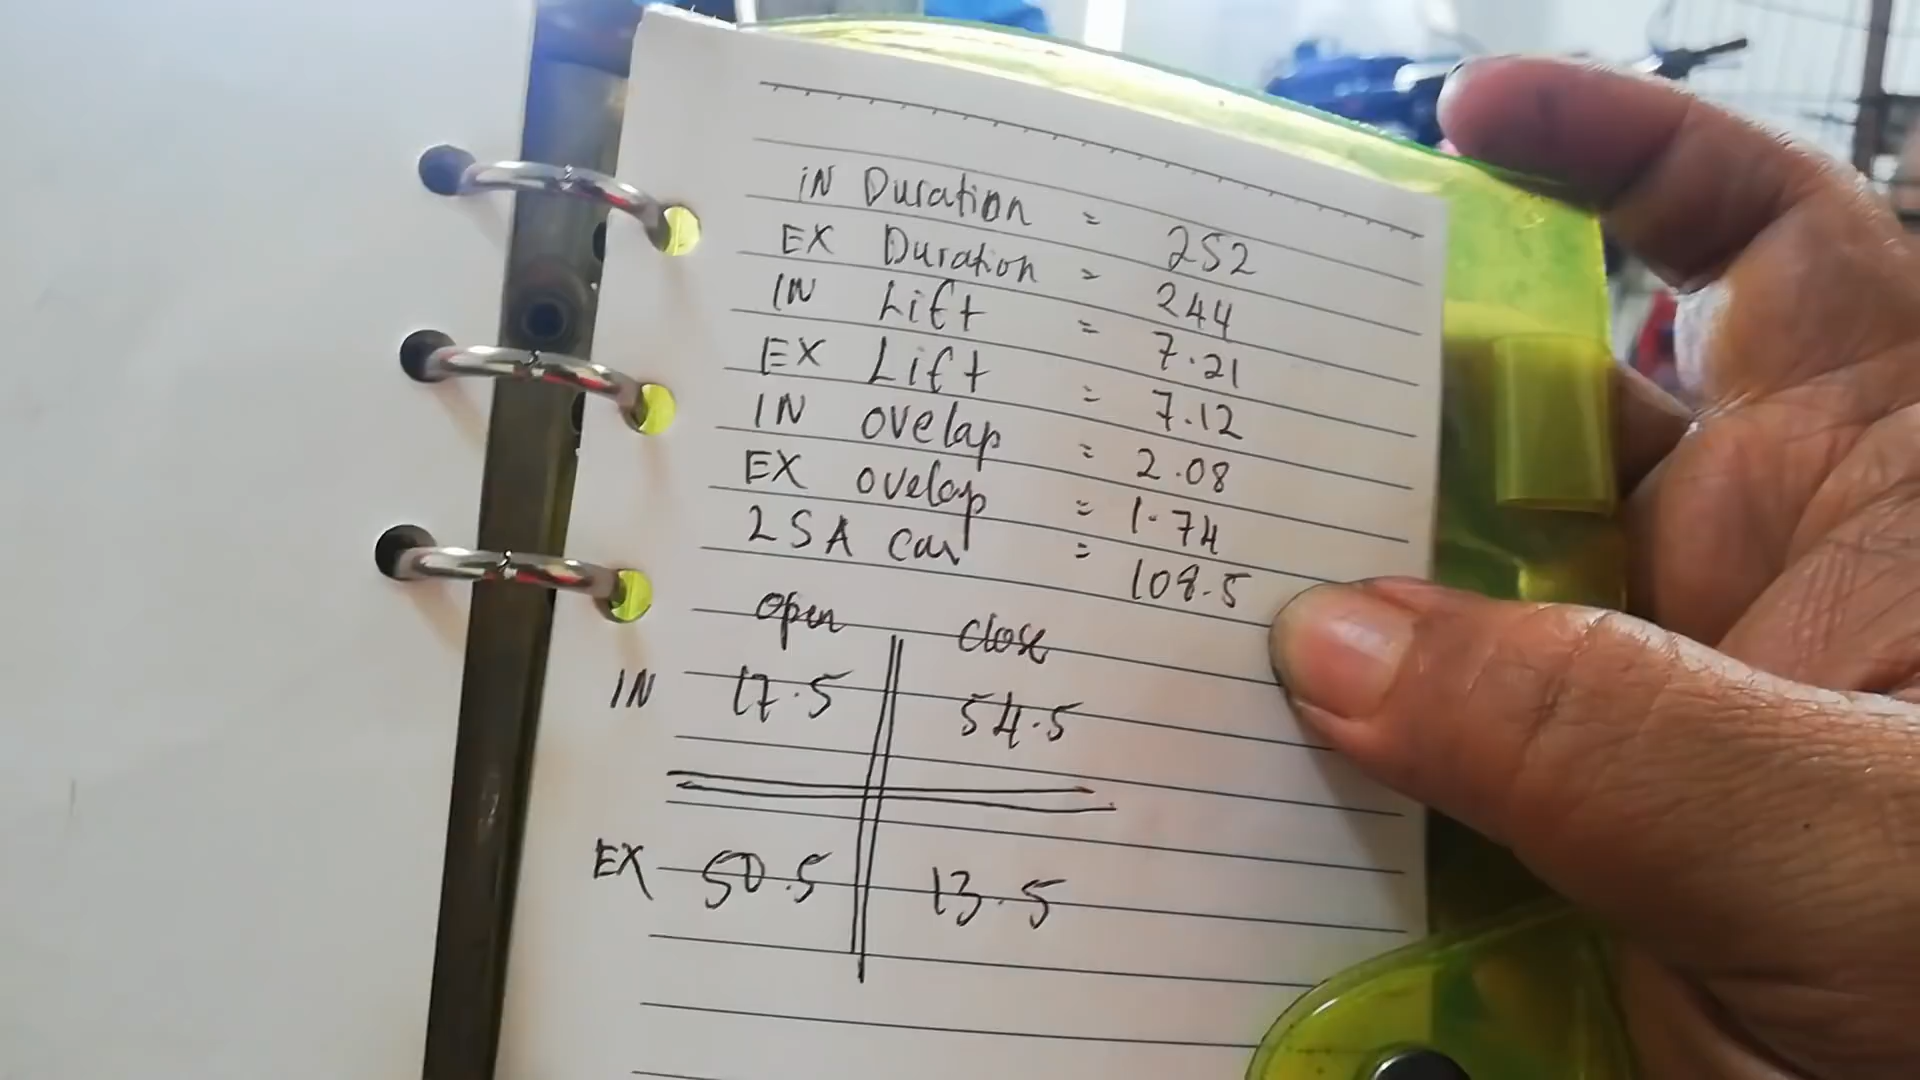 IN Duration = 252
EX Duration = 244
IN Lift = 7.21
EX Lift = 7.12
IN ovelap = 2.08
EX ovelap = 1.74
LSA Cam = 108.5
open close
IN 17.5 54.5
EX 50.5 13.5